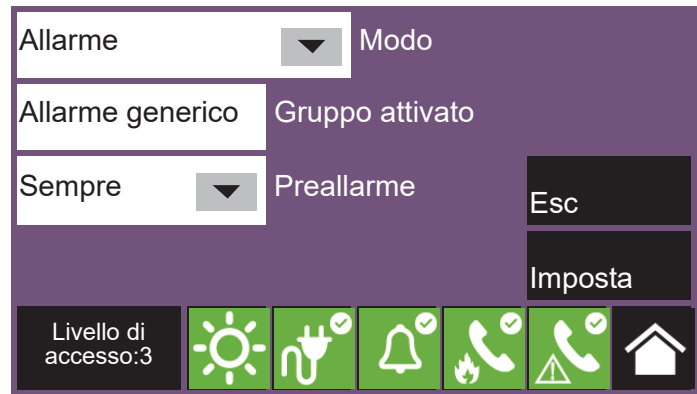 Allarme Modo
Allarme generico Gruppo attivato
Sempre Preallarme
Esc
Imposta
Livello di
accesso:3